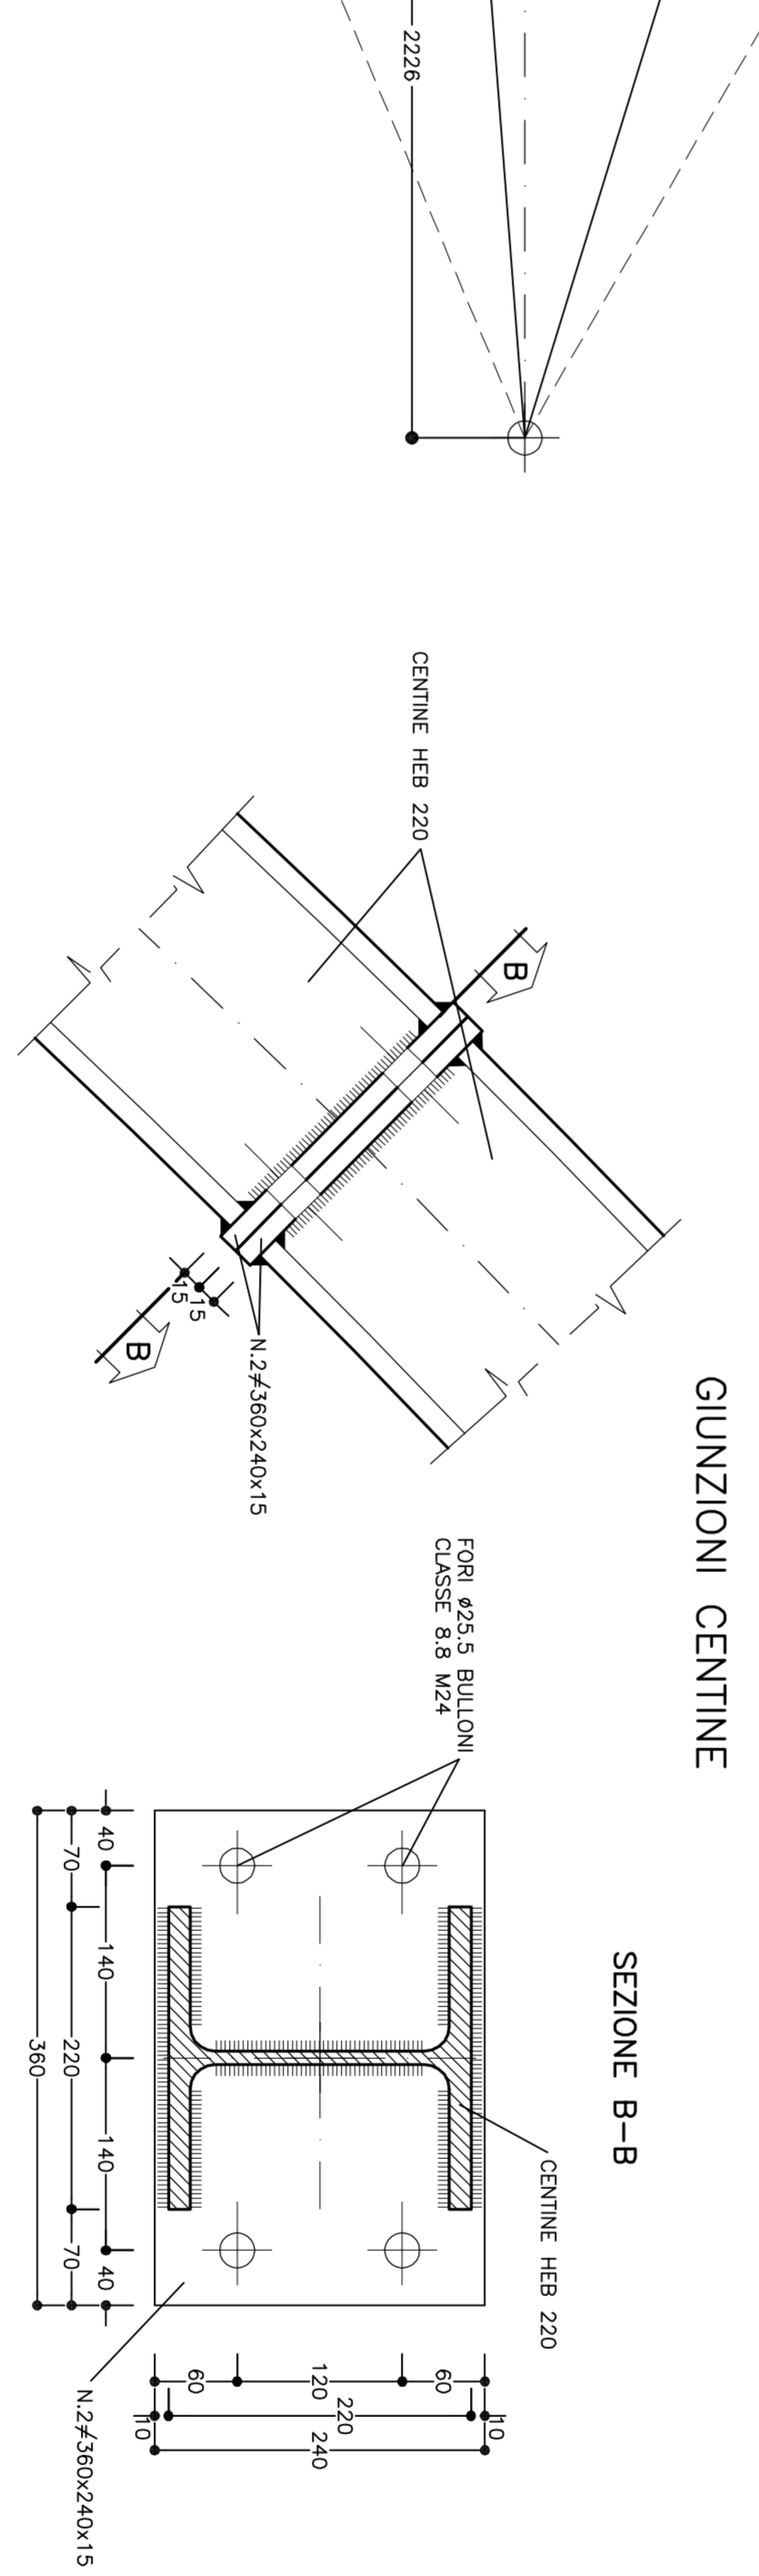 2226
GIUNZIONI CENTINE
CENTINE HEB 220
B
B
15
15
N.2≠360x240x15
SEZIONE B-B
FORI ø25.5 BULLONI
CLASSE 8.8 M24
CENTINE HEB 220
40
140
140
40
70
220
70
360
60
120
60
10
220
10
240
N.2≠360x240x15